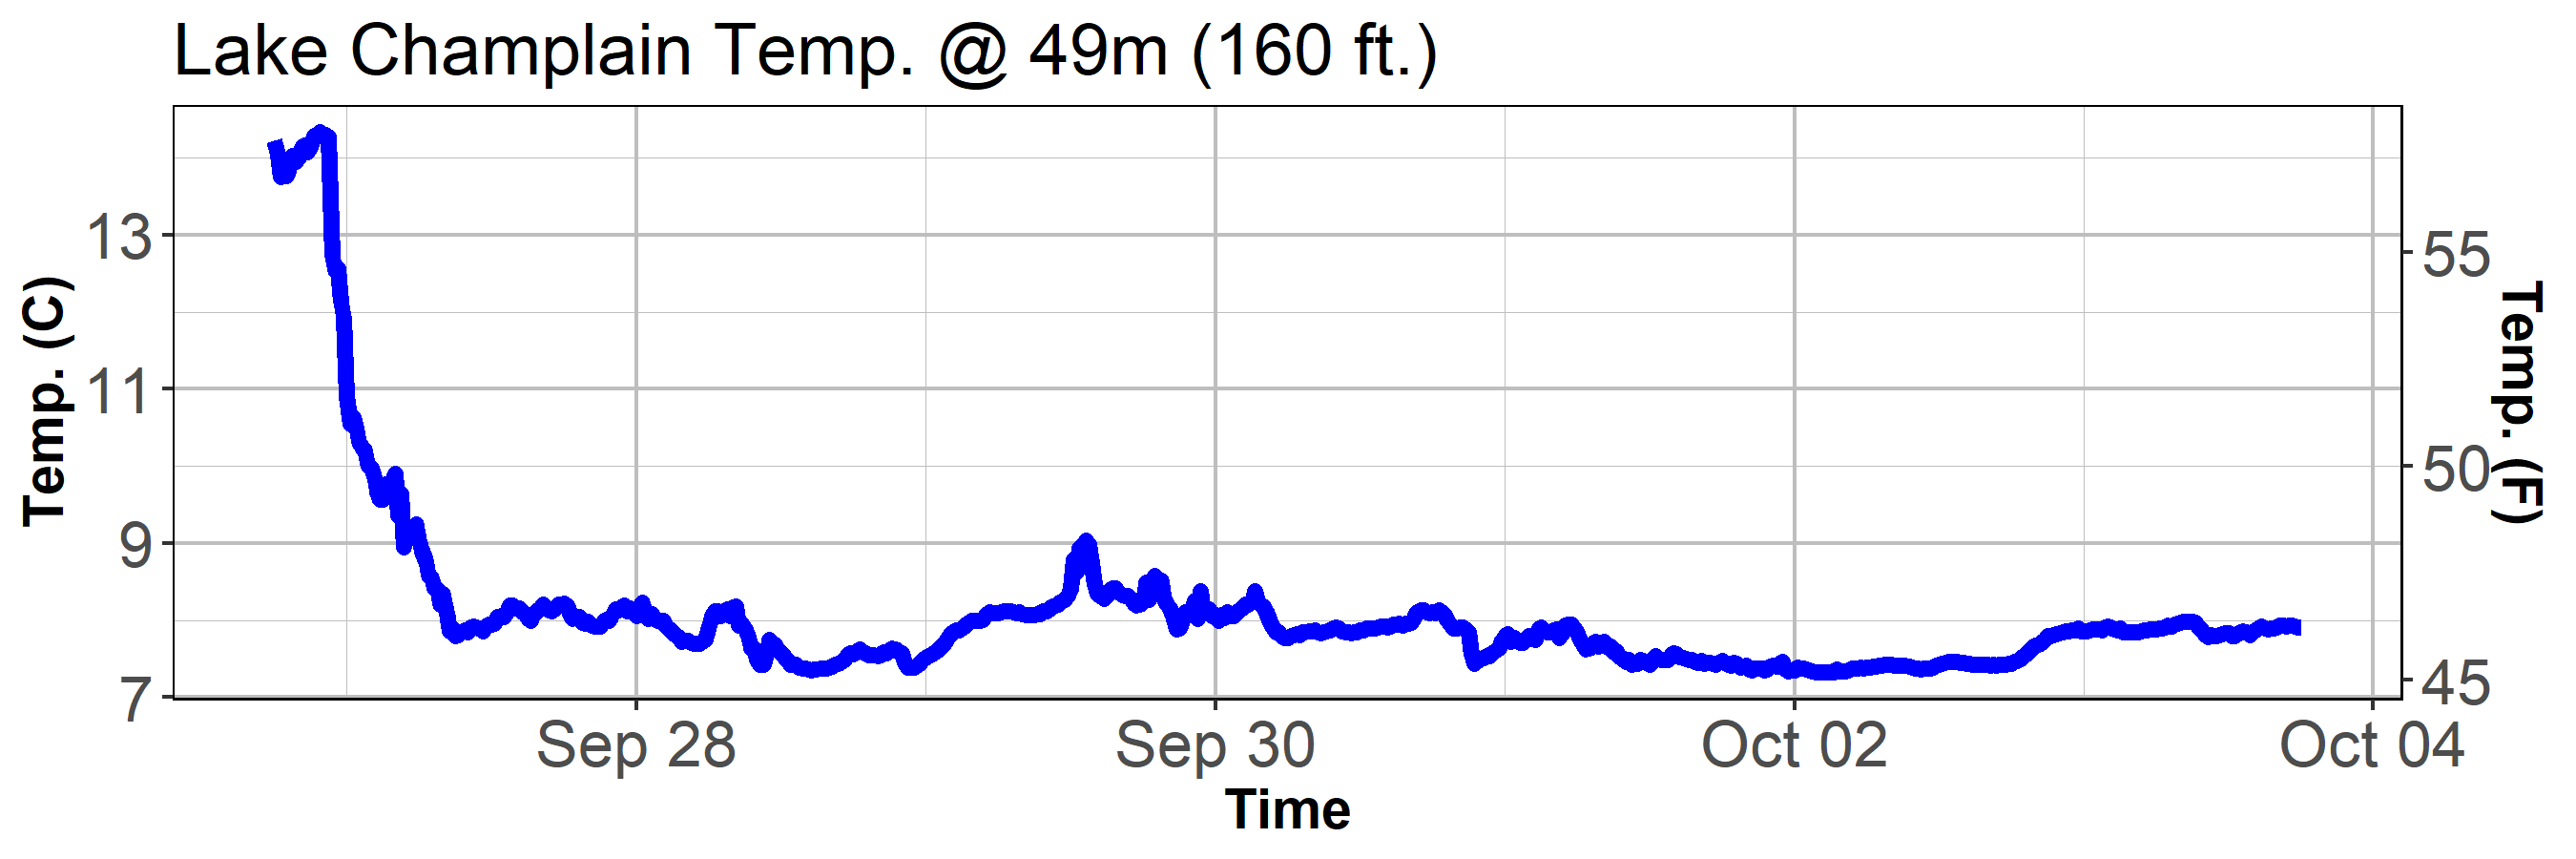 Lake Champlain Temp. @ 49m (160 ft.)
Temp. (C)
13
11
9
7
55
50
45
Temp. (F)
Sep 28
Sep 30
Oct 02
Oct 04
Time